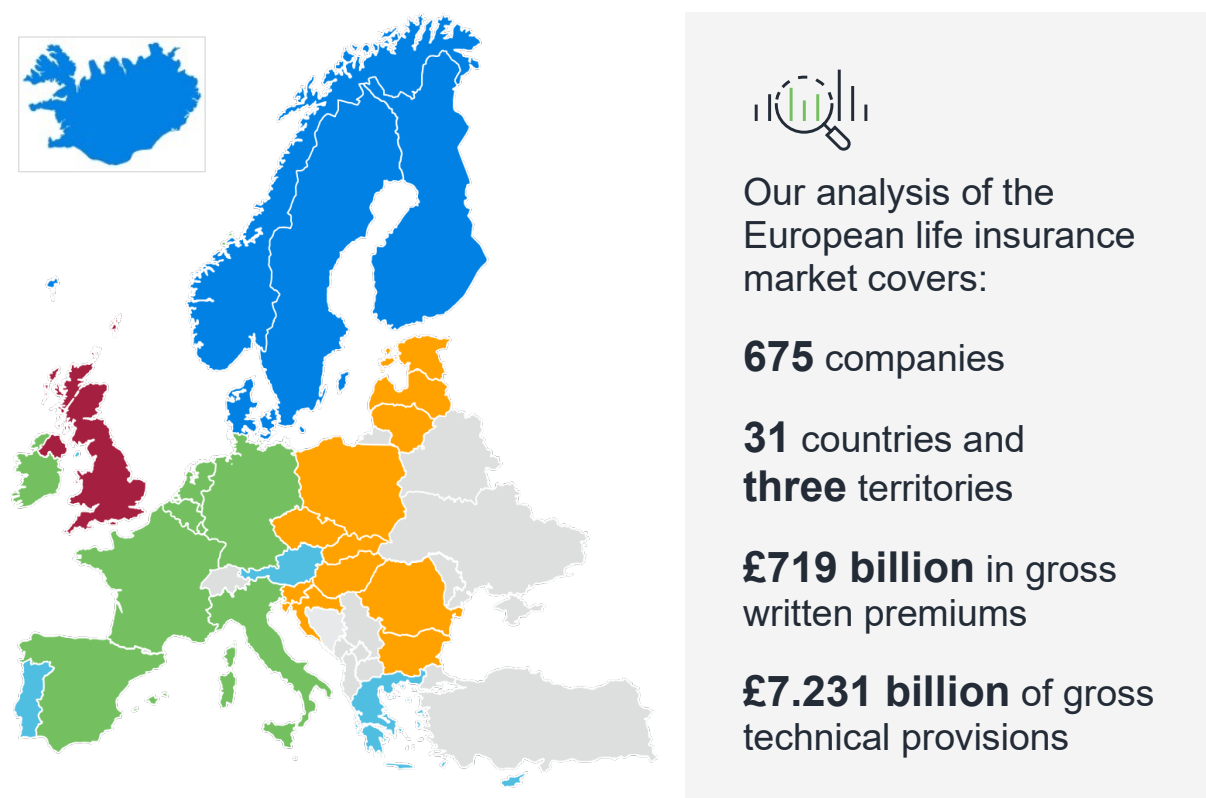 Our analysis of the
European life insurance
market covers:
675 companies
31 countries and
three territories
£719 billion in gross
written premiums
£7.231 billion of gross
technical provisions